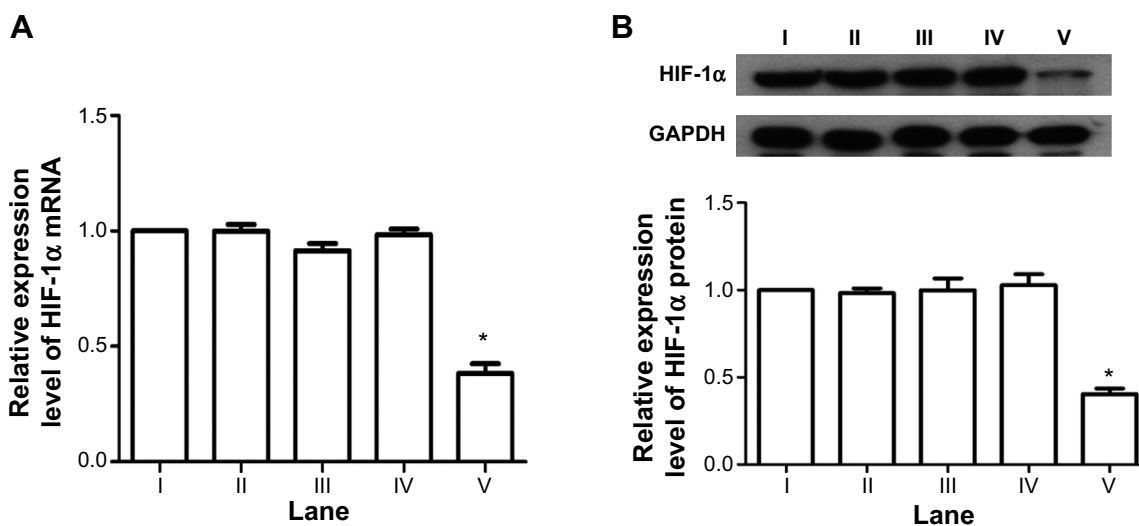 A
Relative expression
level of HIF-1α mRNA
1.5
1.0
0.5
0.0
*
I II III IV V
Lane
B
I II III IV V
HIF-1α
GAPDH
Relative expression
level of HIF-1α protein
1.5
1.0
0.5
0.0
*
I II III IV V
Lane